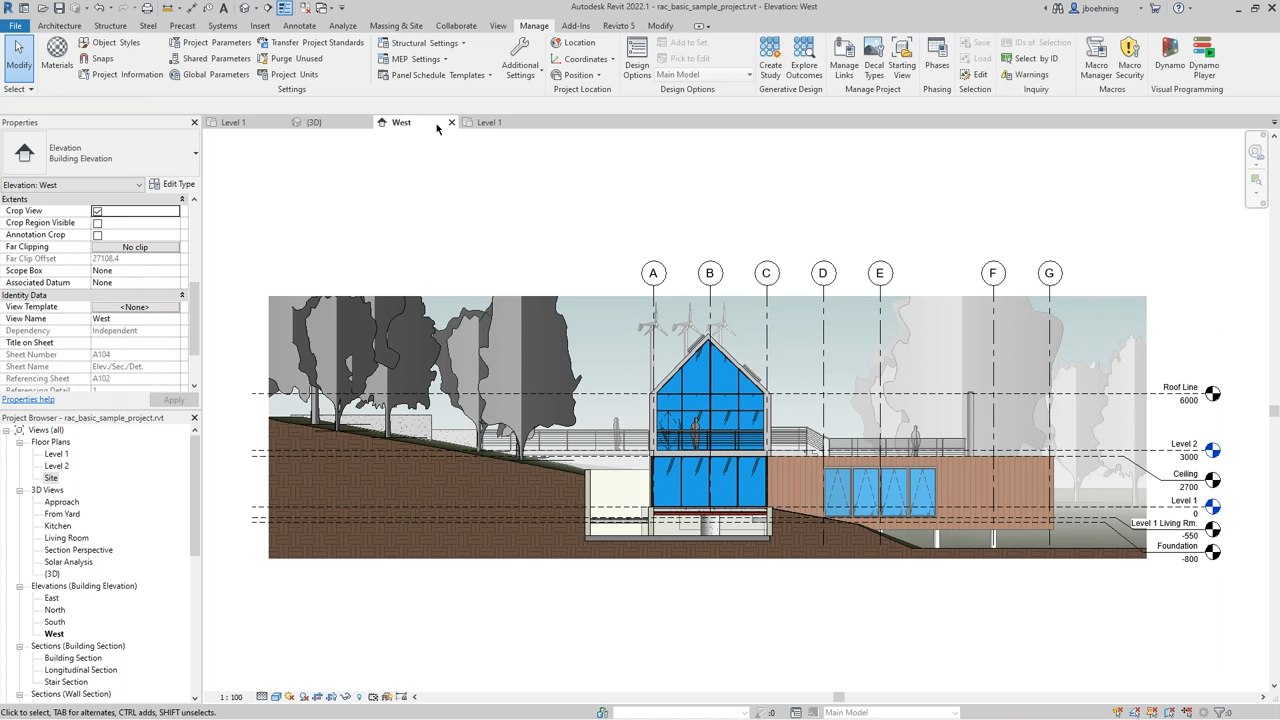 Autodesk Revit 2022.1 - rac_basic_sample_project.rvt - Elevation: West
jboehning
File Architecture Structure Steel Precast Systems Insert Annotate Analyze Massing & Site Collaborate View Manage Add-Ins Revizto 5 Modify
Modify
Select
Materials
Object Styles
Snaps
Project Information
Project Parameters
Shared Parameters
Global Parameters
Transfer Project Standards
Purge Unused
Project Units
Settings
Structural Settings
MEP Settings
Panel Schedule Templates
Additional Settings
Location
Coordinates
Position
Project Location
Design Options
Add to Set
Pick to Edit
Main Model
Design Options
Create Study
Explore Outcomes
Generative Design
Manage Links
Decal Types
Starting View
Manage Project
Phases
Phasing
Save
Load
Edit
Selection
IDs of Selection
Select by ID
Warnings
Inquiry
Macro Manager
Macro Security
Macros
Dynamo
Dynamo Player
Visual Programming
Properties
Level 1
{3D}
West
Level 1
Elevation
Building Elevation
Elevation: West
Edit Type
Extents
Crop View
Crop Region Visible
Annotation Crop
Far Clipping No clip
Far Clip Offset 27108.4
Scope Box None
Associated Datum None
Identity Data
View Template <None>
View Name West
Dependency Independent
Title on Sheet
Sheet Number A104
Sheet Name Elev./Sec./Det.
Referencing Sheet A102
Referencing Detail 1
Properties help
Apply
Project Browser - rac_basic_sample_project.rvt
Views (all)
Floor Plans
Level 1
Level 2
Site
3D Views
Approach
From Yard
Kitchen
Living Room
Section Perspective
Solar Analysis
{3D}
Elevations (Building Elevation)
East
North
South
West
Sections (Building Section)
Building Section
Longitudinal Section
Stair Section
Sections (Wall Section)
A B C D E F G
Roof Line
6000
Level 2
3000
Ceiling
2700
Level 1
0
Level 1 Living Rm.
-550
Foundation
-800
1 : 100
Click to select, TAB for alternates, CTRL adds, SHIFT unselects.
:0
Main Model
:0